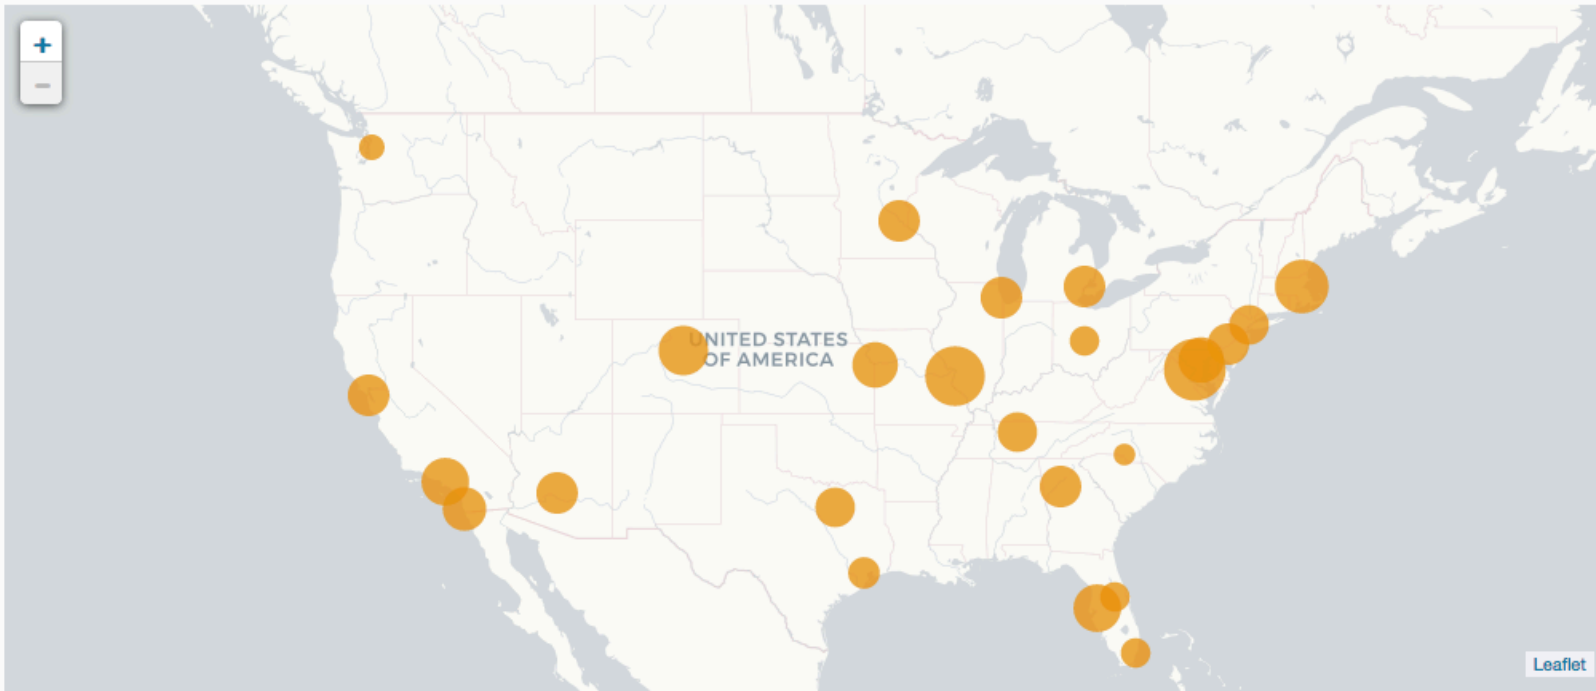 +
−
UNITED STATES
OF AMERICA
Leaflet